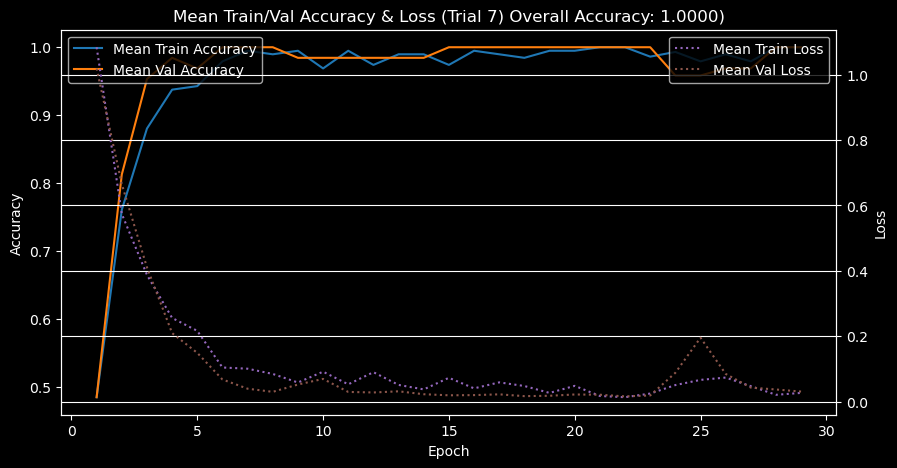 Mean Train/Val Accuracy & Loss (Trial 7) Overall Accuracy: 1.0000)
Mean Train Accuracy
Mean Val Accuracy
Mean Train Loss
Mean Val Loss
1.0
0.9
0.8
0.7
0.6
0.5
Accuracy
1.0
0.8
0.6
0.4
0.2
0.0
Loss
0
5
10
15
20
25
30
Epoch